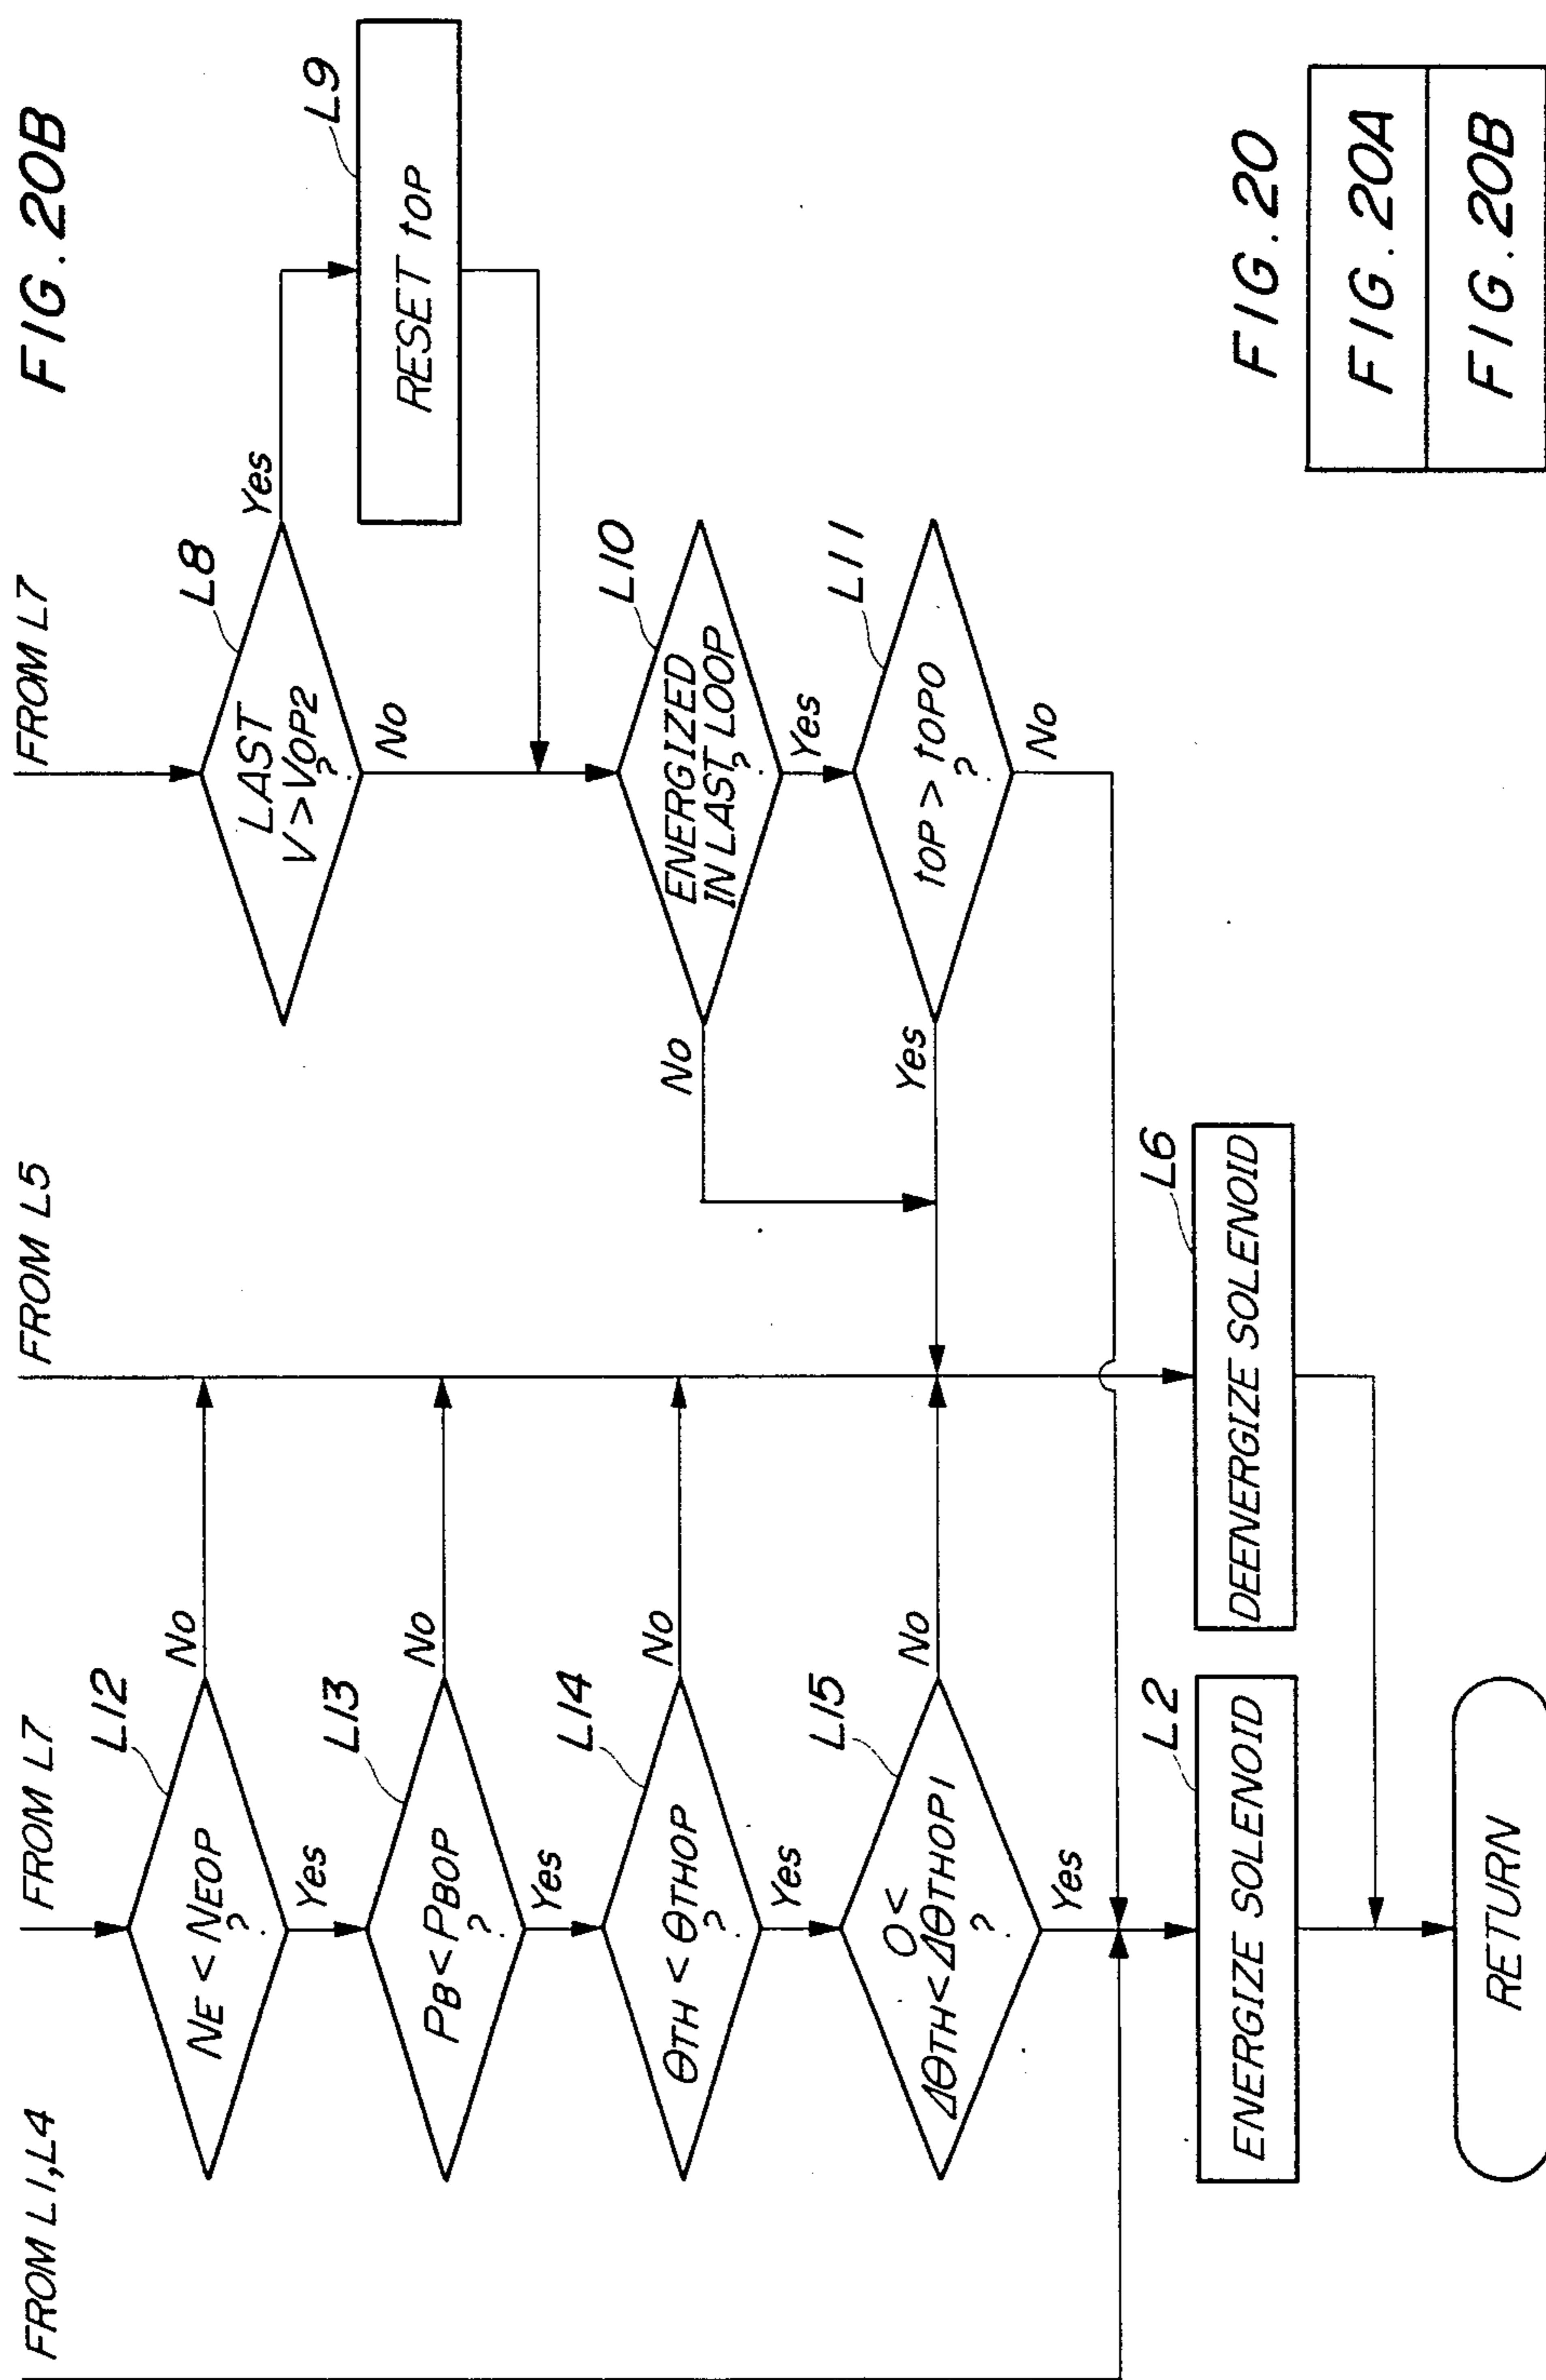 FIG. 20B
FROM L1, L4
FROM L7
FROM L5
FROM L7
L12
NE < NEOP
?
No
Yes
L13
PB < PBOP
?
No
Yes
L14
θTH < θTHOP
?
No
Yes
L15
0 <
ΔθTH < ΔθTHOP1
?
No
Yes
L2
ENERGIZE SOLENOID
L6
DEENERGIZE SOLENOID
RETURN
L8
LAST
V > VOP2
?
Yes
No
L9
RESET tOP
L10
ENERGIZED
IN LAST LOOP
?
No
Yes
L11
tOP > tOPO
?
Yes
No
FIG. 20
FIG. 20A
FIG. 20B